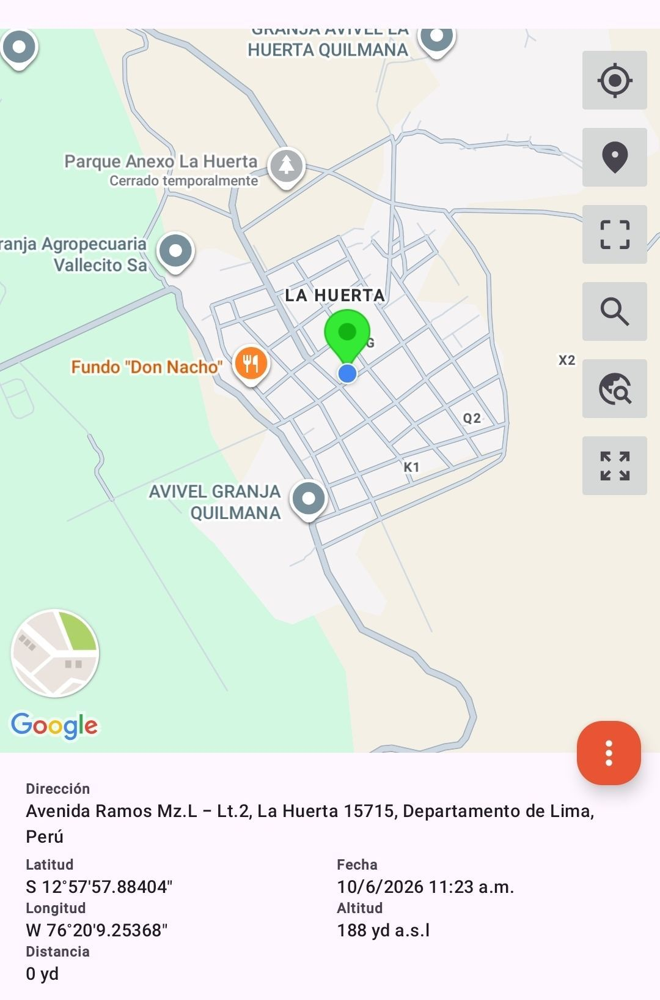 GRANJA AVIVEL LA
HUERTA QUILMANA
Parque Anexo La Huerta
Cerrado temporalmente
ranja Agropecuaria
Vallecito Sa
LA HUERTA
G
X2
Fundo "Don Nacho"
Q2
K1
AVIVEL GRANJA
QUILMANA
Google
Dirección
Avenida Ramos Mz.L – Lt.2, La Huerta 15715, Departamento de Lima,
Perú
Latitud
S 12°57'57.88404"
Fecha
10/6/2026 11:23 a.m.
Longitud
W 76°20'9.25368"
Altitud
188 yd a.s.l
Distancia
0 yd